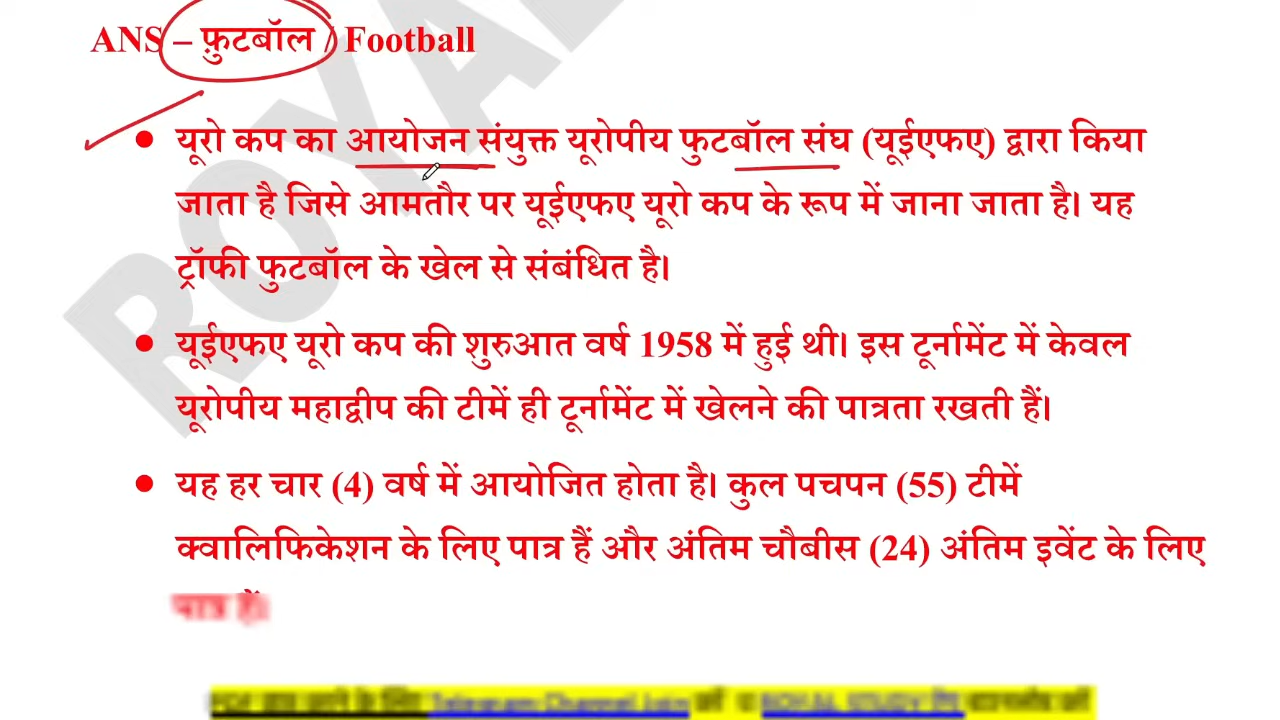 ANS – फ़ुटबॉल / Football
ROYAL
• यूरो कप का आयोजन संयुक्त यूरोपीय फुटबॉल संघ (यूईएफए) द्वारा किया
जाता है जिसे आमतौर पर यूईएफए यूरो कप के रूप में जाना जाता है। यह
ट्रॉफी फुटबॉल के खेल से संबंधित है।
• यूईएफए यूरो कप की शुरुआत वर्ष 1958 में हुई थी। इस टूर्नामेंट में केवल
यूरोपीय महाद्वीप की टीमें ही टूर्नामेंट में खेलने की पात्रता रखती हैं।
• यह हर चार (4) वर्ष में आयोजित होता है। कुल पचपन (55) टीमें
क्वालिफिकेशन के लिए पात्र हैं और अंतिम चौबीस (24) अंतिम इवेंट के लिए
पात्र हैं।